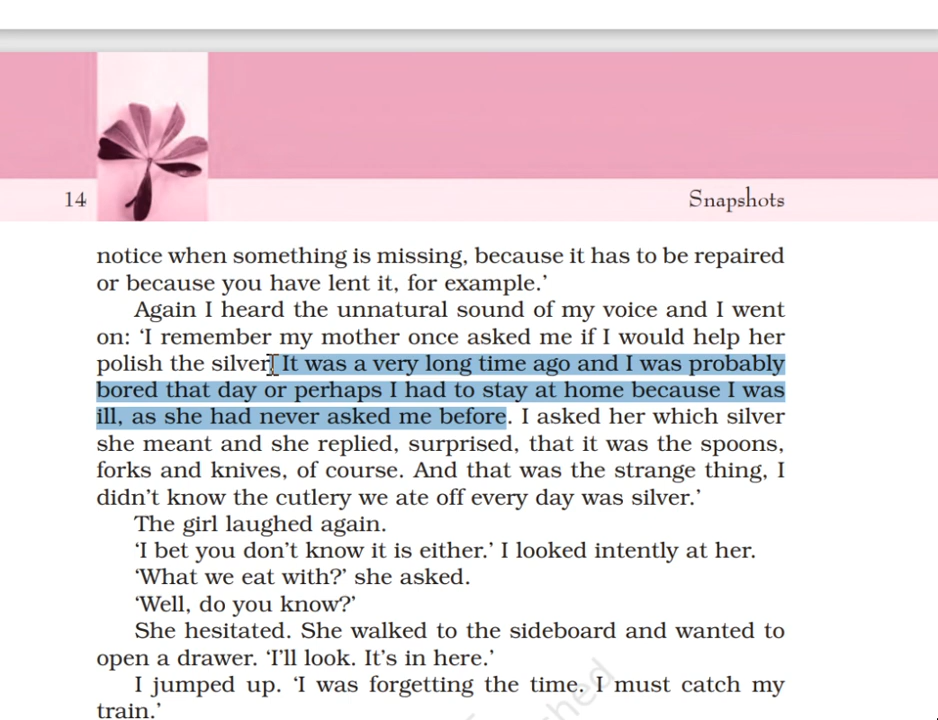 14
Snapshots
notice when something is missing, because it has to be repaired
or because you have lent it, for example.’
Again I heard the unnatural sound of my voice and I went
on: ‘I remember my mother once asked me if I would help her
polish the silver. It was a very long time ago and I was probably
bored that day or perhaps I had to stay at home because I was
ill, as she had never asked me before. I asked her which silver
she meant and she replied, surprised, that it was the spoons,
forks and knives, of course. And that was the strange thing, I
didn’t know the cutlery we ate off every day was silver.’
The girl laughed again.
‘I bet you don’t know it is either.’ I looked intently at her.
‘What we eat with?’ she asked.
‘Well, do you know?’
She hesitated. She walked to the sideboard and wanted to
open a drawer. ‘I’ll look. It’s in here.’
I jumped up. ‘I was forgetting the time. I must catch my
train.’